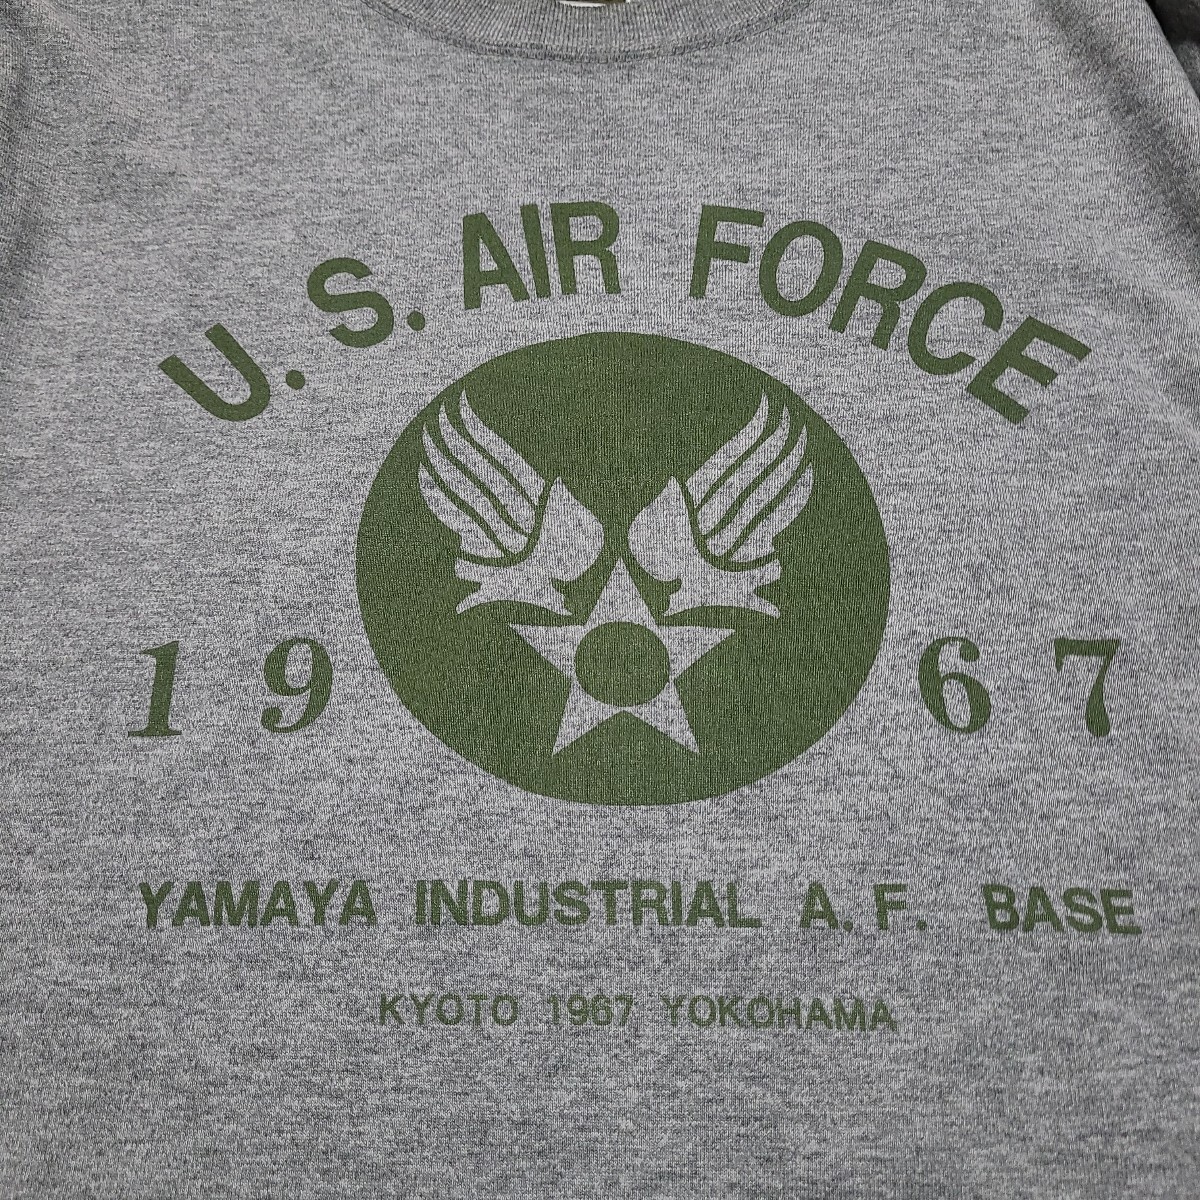 U. S. AIR FORCE
19 67
YAMAYA INDUSTRIAL A. F. BASE
KYOTO 1967 YOKOHAMA